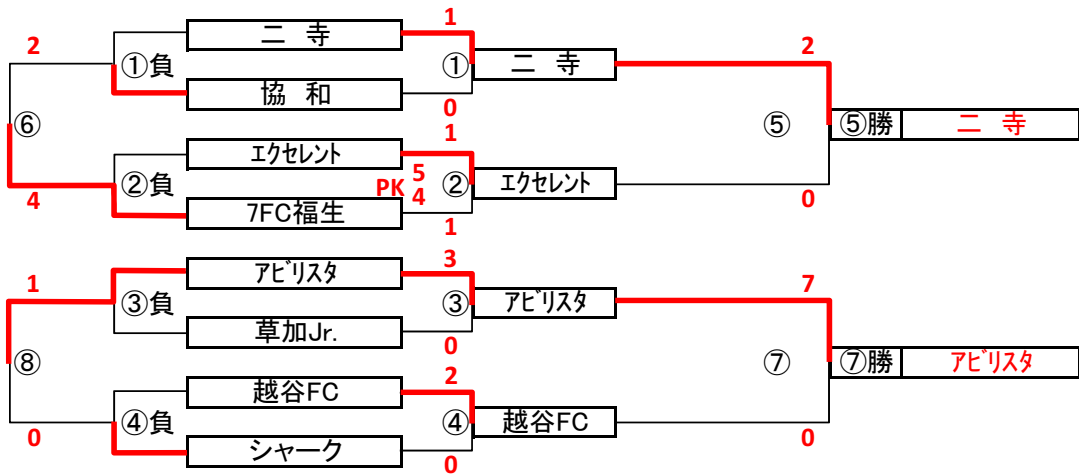 1
二 寺
2
2
①負
①
二 寺
協 和
0
⑥
⑤
⑤勝
二 寺
1
エクセレント
5
②負
PK
②
エクセレント
4
4
7FC福生
0
1
3
アビリスタ
1
7
③負
③
アビリスタ
草加Jr.
0
⑧
⑦
⑦勝
アビリスタ
2
越谷FC
④負
④
越谷FC
0
0
シャーク
0